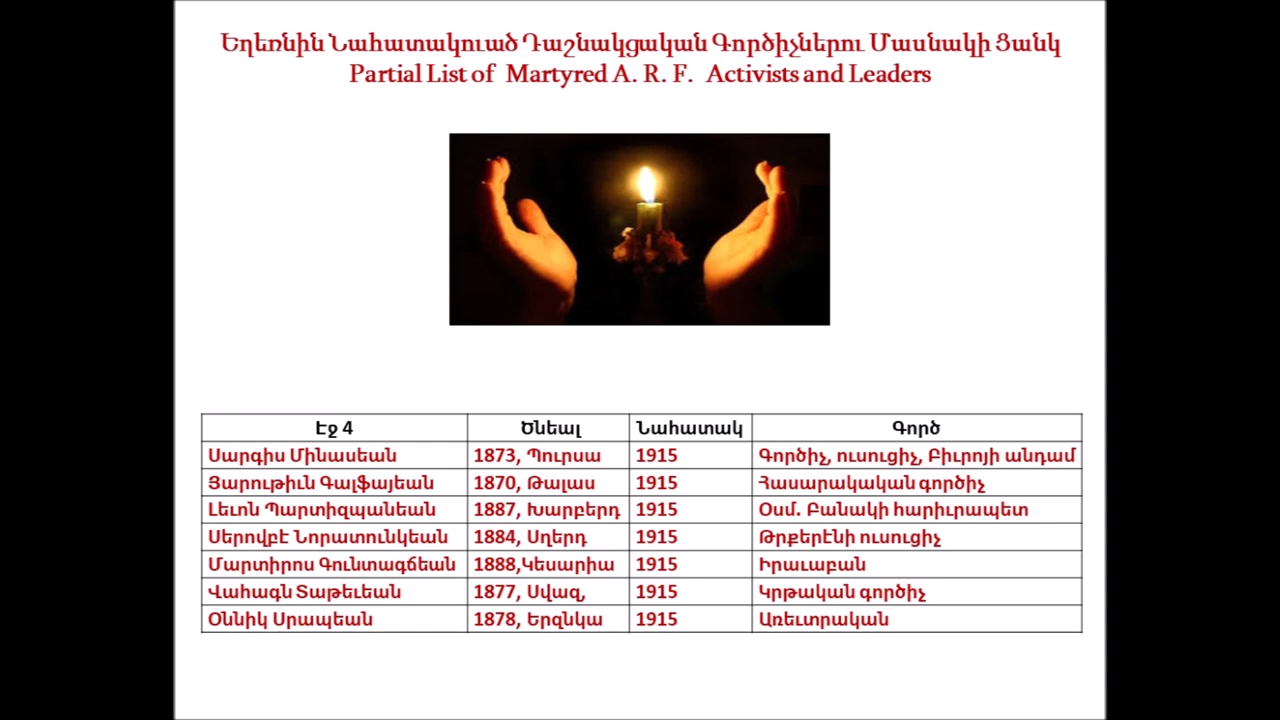 Եղեռնին Նահատակուած Դաշնակցական Գործիչներու Մասնակի Ցանկ
Partial List of Martyred A. R. F. Activists and Leaders
Էջ 4 Ծնեալ Նահատակ Գործ
Սարգիս Մինասեան 1873, Պուրսա 1915 Գործիչ, ուսուցիչ, Բիւրոյի անդամ
Յարութիւն Գալֆայեան 1870, Թալաս 1915 Հասարակական գործիչ
Լեւոն Պարտիզպանեան 1887, Խարբերդ 1915 Օսմ. Բանակի հարիւրապետ
Սերովբէ Նորատունկեան 1884, Սղերդ 1915 Թրքերէնի ուսուցիչ
Մարտիրոս Գունտագճեան 1888,Կեսարիա 1915 Իրաւաբան
Վահագն Տաթեւեան 1877, Սվազ, 1915 Կրթական գործիչ
Օննիկ Սրապեան 1878, Երզնկա 1915 Առեւտրական